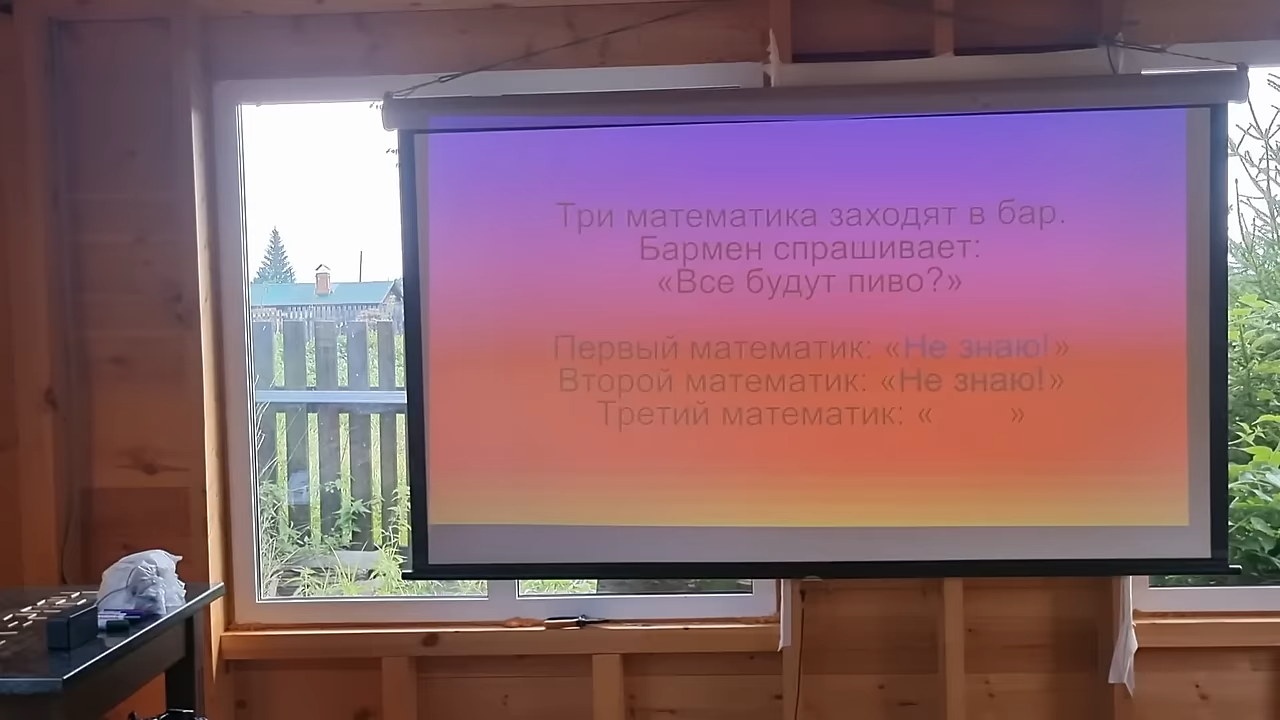 Три математика заходят в бар.
Бармен спрашивает:
«Все будут пиво?»
Первый математик: «Не знаю!»
Второй математик: «Не знаю!»
Третий математик: « »